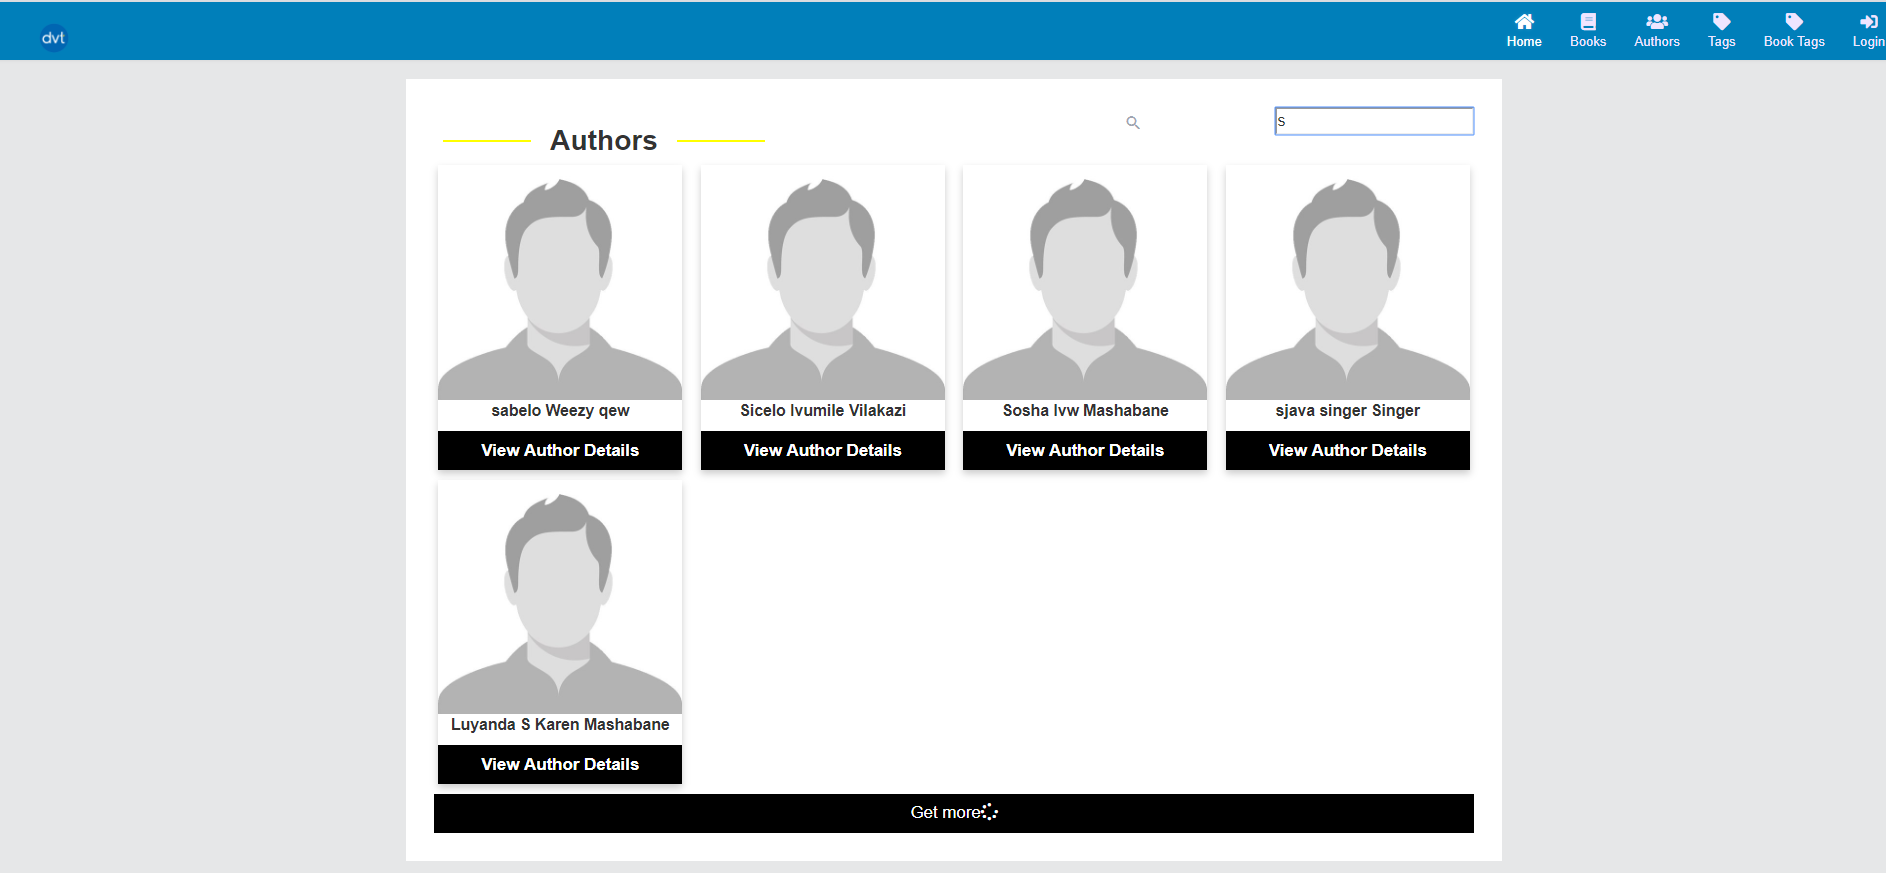 dvt
Home Books Authors Tags Book Tags Login
S
Authors
sabelo Weezy qew Sicelo lvumile Vilakazi Sosha lvw Mashabane sjava singer Singer
View Author Details View Author Details View Author Details View Author Details
Luyanda S Karen Mashabane
View Author Details
Get more